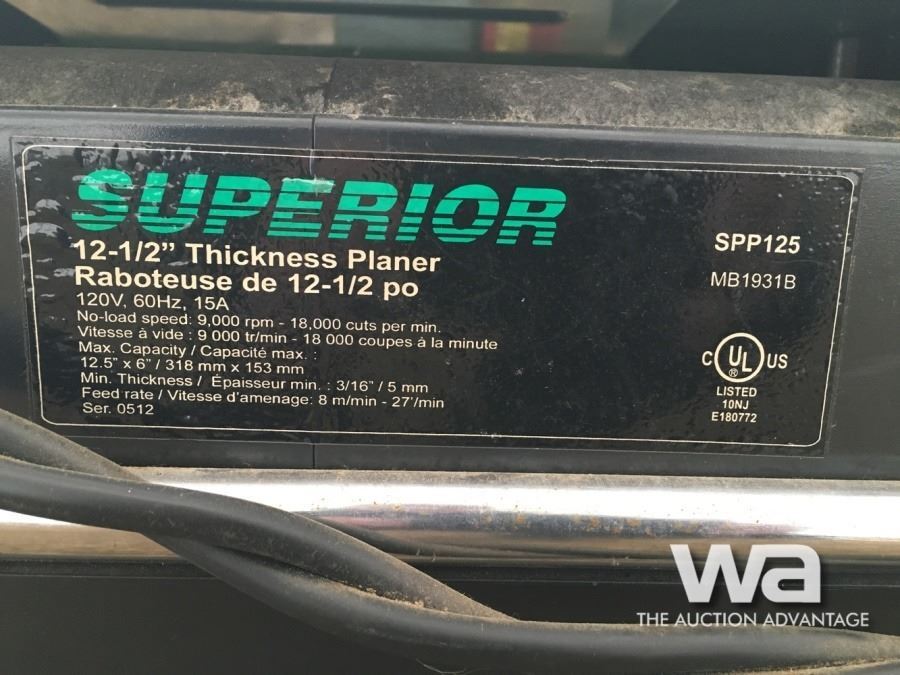 SUPERIOR
12-1/2" Thickness Planer
Raboteuse de 12-1/2 po
120V, 60Hz, 15A
No-load speed: 9,000 rpm - 18,000 cuts per min.
Vitesse à vide : 9 000 tr/min - 18 000 coupes à la minute
Max. Capacity / Capacité max. :
12.5" x 6" / 318 mm x 153 mm
Min. Thickness / Épaisseur min. : 3/16" / 5 mm
Feed rate / Vitesse d'amenage: 8 m/min - 27'/min
Ser. 0512
SPP125
MB1931B
C UL US
®
LISTED
10NJ
E180772
wa
THE AUCTION ADVANTAGE